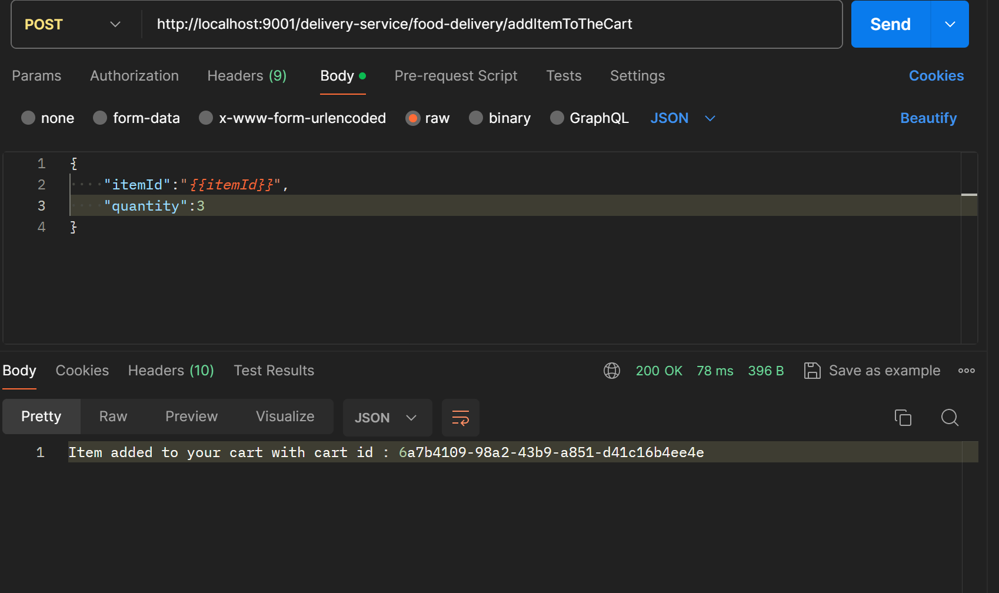 POST http://localhost:9001/delivery-service/food-delivery/addItemToTheCart Send
Params Authorization Headers (9) Body Pre-request Script Tests Settings Cookies
none form-data x-www-form-urlencoded raw binary GraphQL JSON Beautify
1 {
2 ····"itemId":"{{itemId}}",
3 ····"quantity":3
4 }
Body Cookies Headers (10) Test Results 200 OK 78 ms 396 B Save as example
Pretty Raw Preview Visualize JSON
1 Item added to your cart with cart id : 6a7b4109-98a2-43b9-a851-d41c16b4ee4e